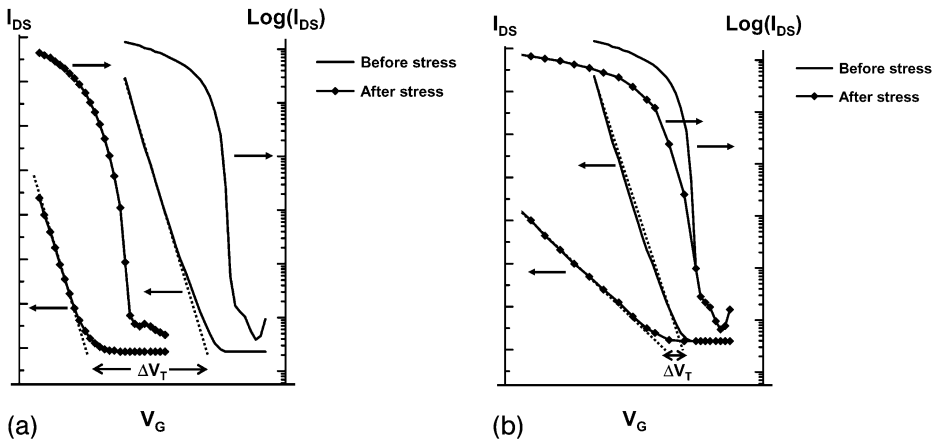 I_DS
Log(I_DS)
Before stress
After stress
ΔV_T
V_G
(a)
I_DS
Log(I_DS)
Before stress
After stress
ΔV_T
V_G
(b)